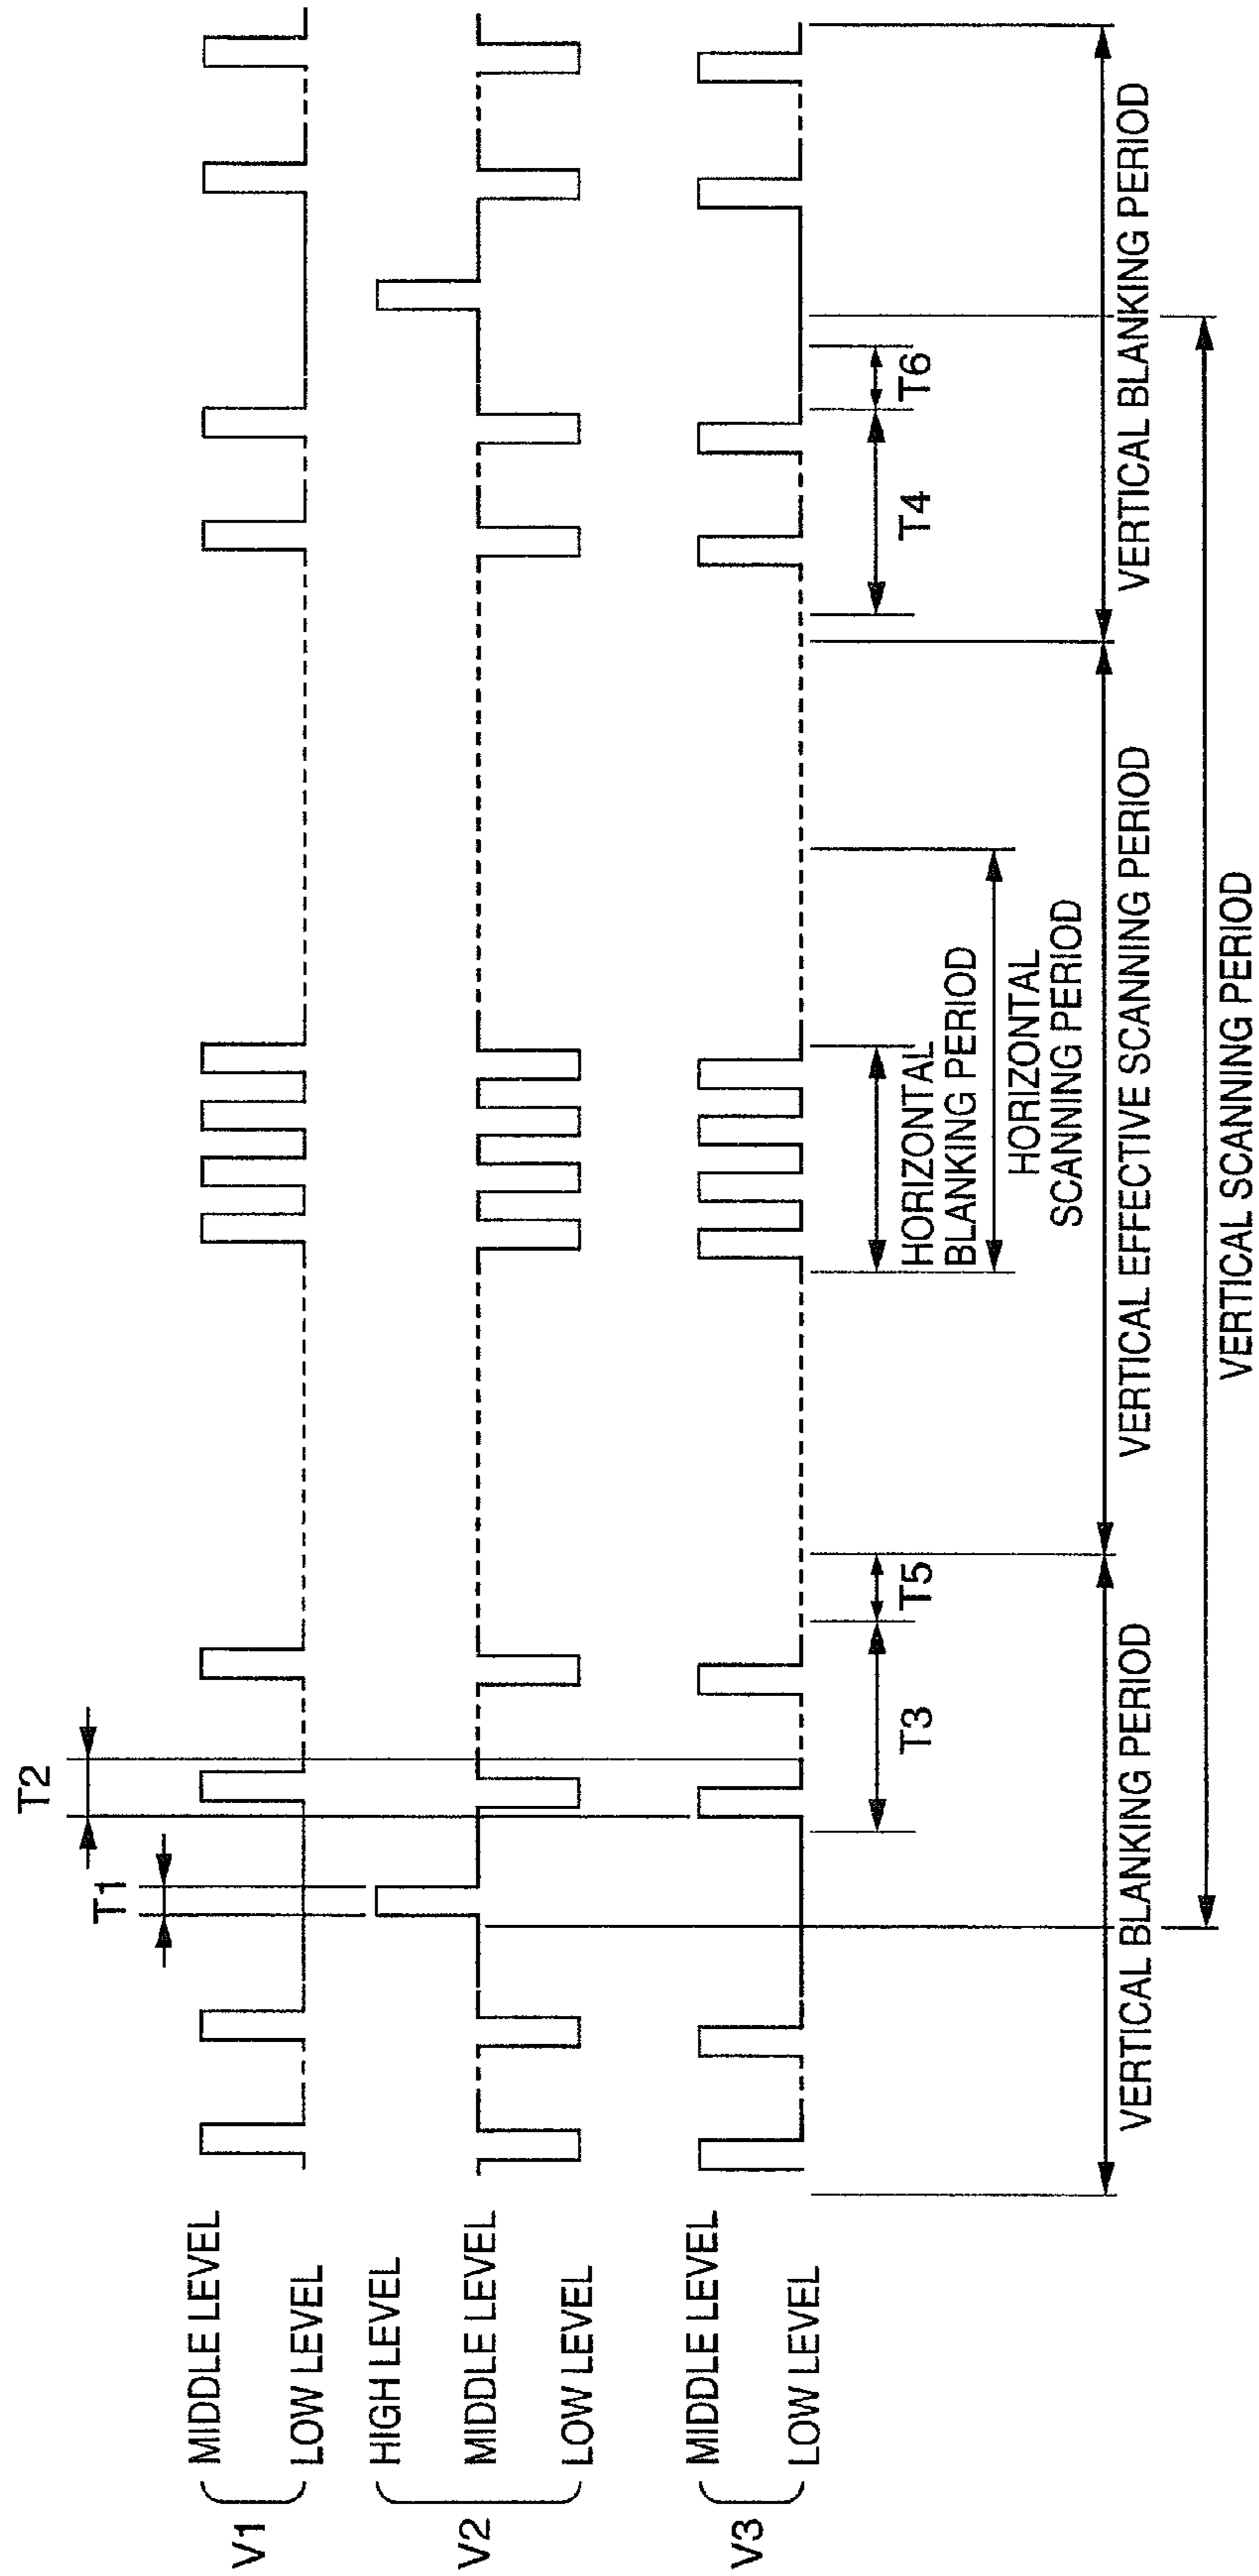 T2
T1
V1
MIDDLE LEVEL
LOW LEVEL
V2
HIGH LEVEL
MIDDLE LEVEL
LOW LEVEL
V3
MIDDLE LEVEL
LOW LEVEL
T3
T5
HORIZONTAL
BLANKING PERIOD
T4
T6
HORIZONTAL
SCANNING PERIOD
VERTICAL BLANKING PERIOD
VERTICAL EFFECTIVE SCANNING PERIOD
VERTICAL BLANKING PERIOD
VERTICAL SCANNING PERIOD